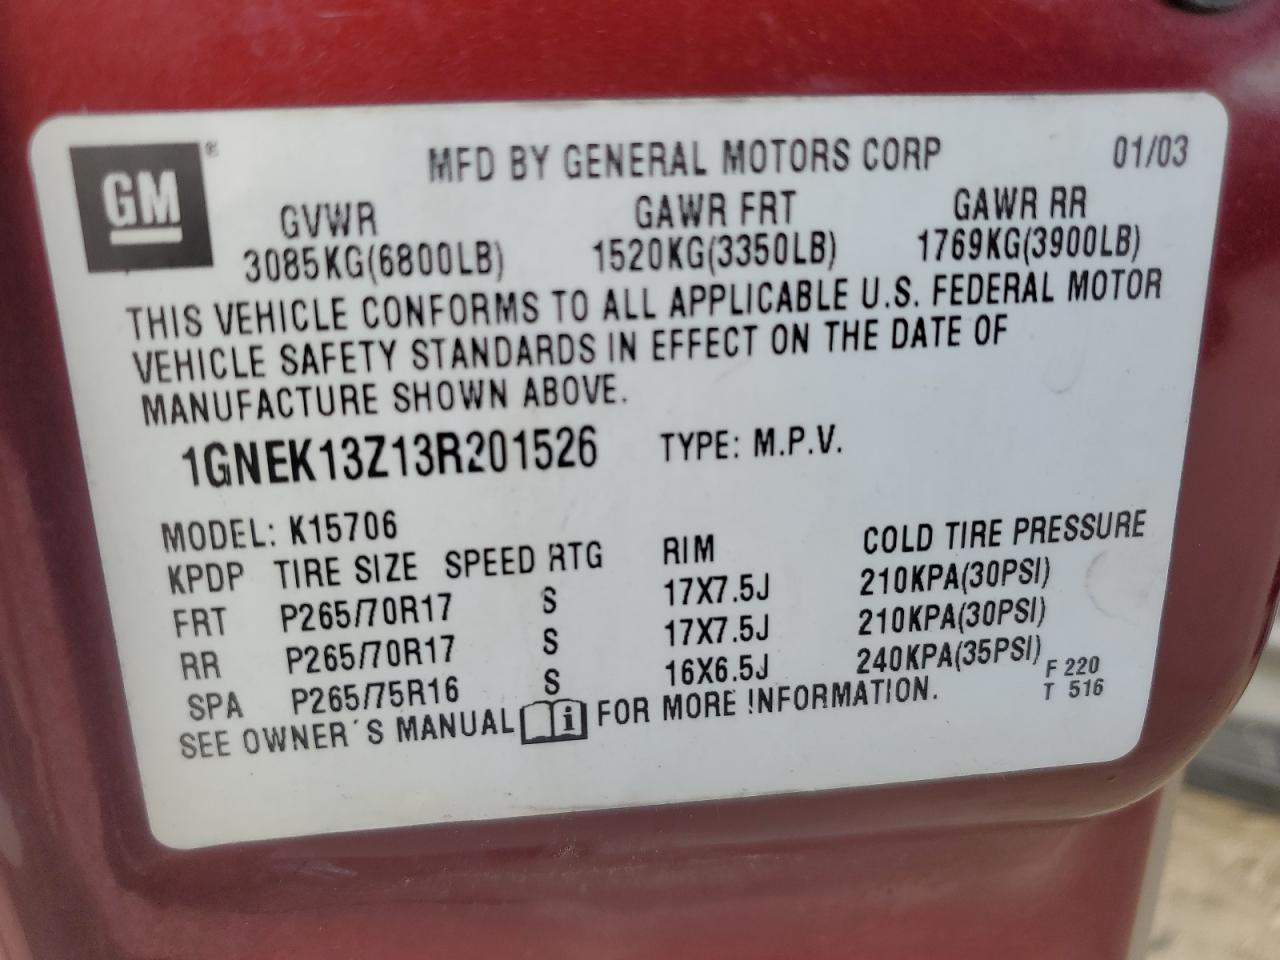 GM®
MFD BY GENERAL MOTORS CORP 01/03
GVWR GAWR FRT GAWR RR
3085KG(6800LB) 1520KG(3350LB) 1769KG(3900LB)
THIS VEHICLE CONFORMS TO ALL APPLICABLE U.S. FEDERAL MOTOR
VEHICLE SAFETY STANDARDS IN EFFECT ON THE DATE OF
MANUFACTURE SHOWN ABOVE.
1GNEK13Z13R201526 TYPE: M.P.V.
MODEL: K15706
KPDP TIRE SIZE SPEED RTG RIM COLD TIRE PRESSURE
FRT P265/70R17 S 17X7.5J 210KPA(30PSI)
RR P265/70R17 S 17X7.5J 210KPA(30PSI)
SPA P265/75R16 S 16X6.5J 240KPA(35PSI) F 220
SEE OWNER´S MANUAL i FOR MORE INFORMATION. T 516